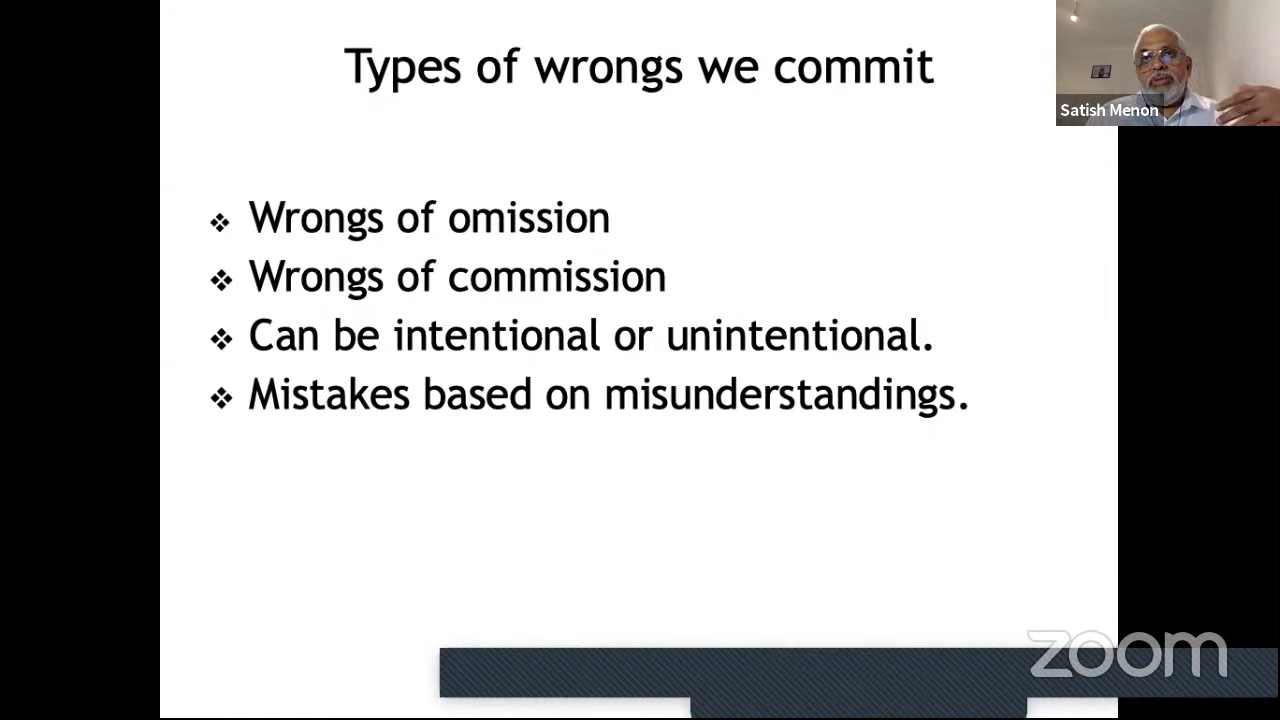 Types of wrongs we commit
Satish Menon
❖ Wrongs of omission
❖ Wrongs of commission
❖ Can be intentional or unintentional.
❖ Mistakes based on misunderstandings.
zoom